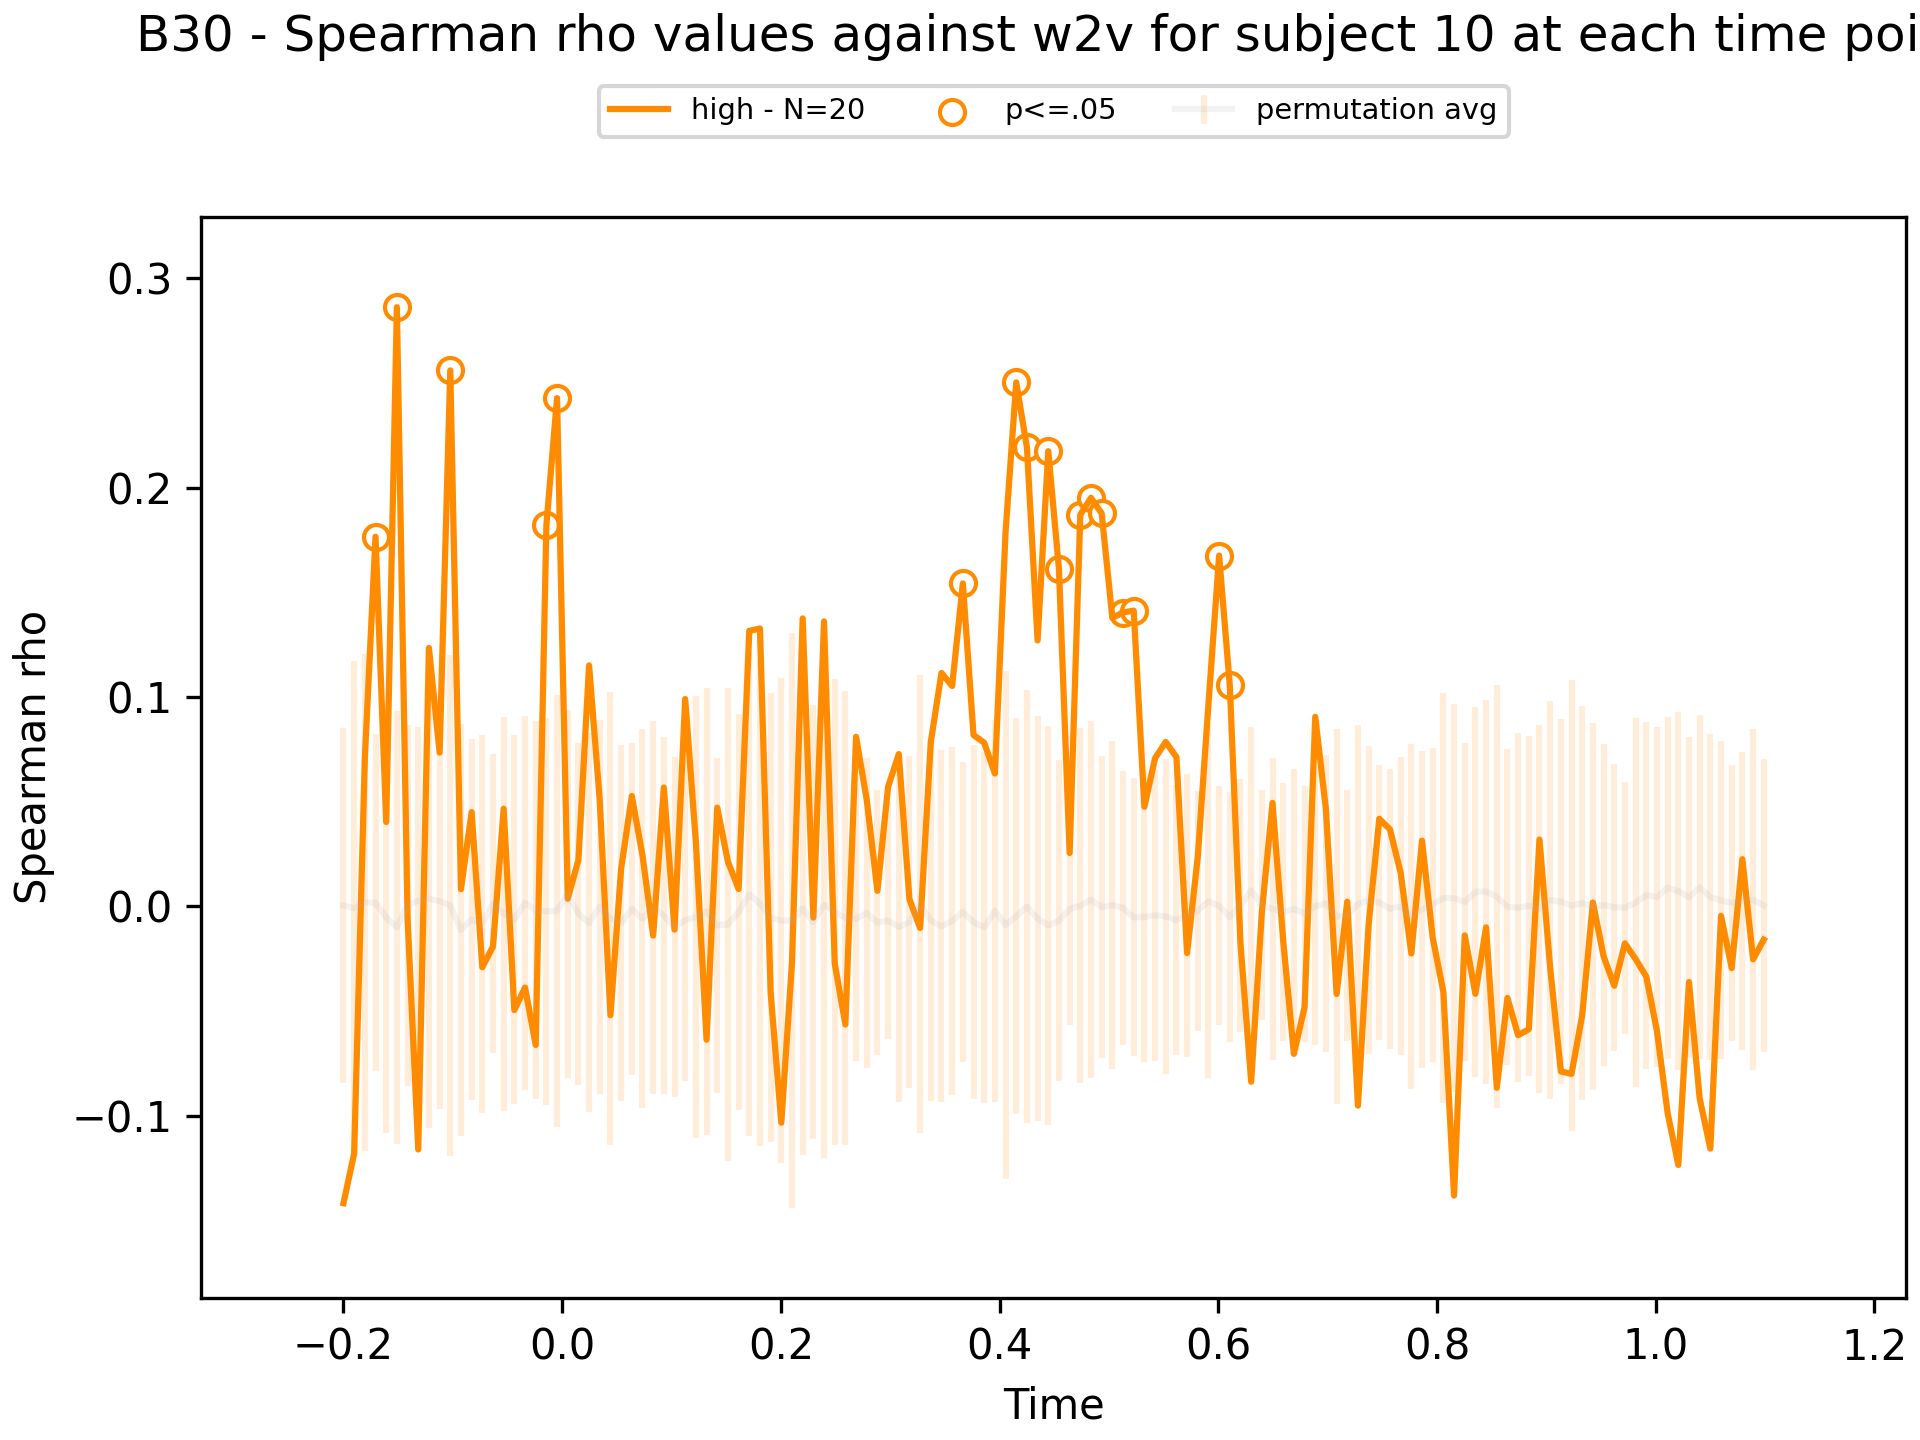 B30 - Spearman rho values against w2v for subject 10 at each time poi
high - N=20 p<=.05 permutation avg
0.3
0.2
0.1
0.0
−0.1
Spearman rho
−0.2 0.0 0.2 0.4 0.6 0.8 1.0 1.2
Time